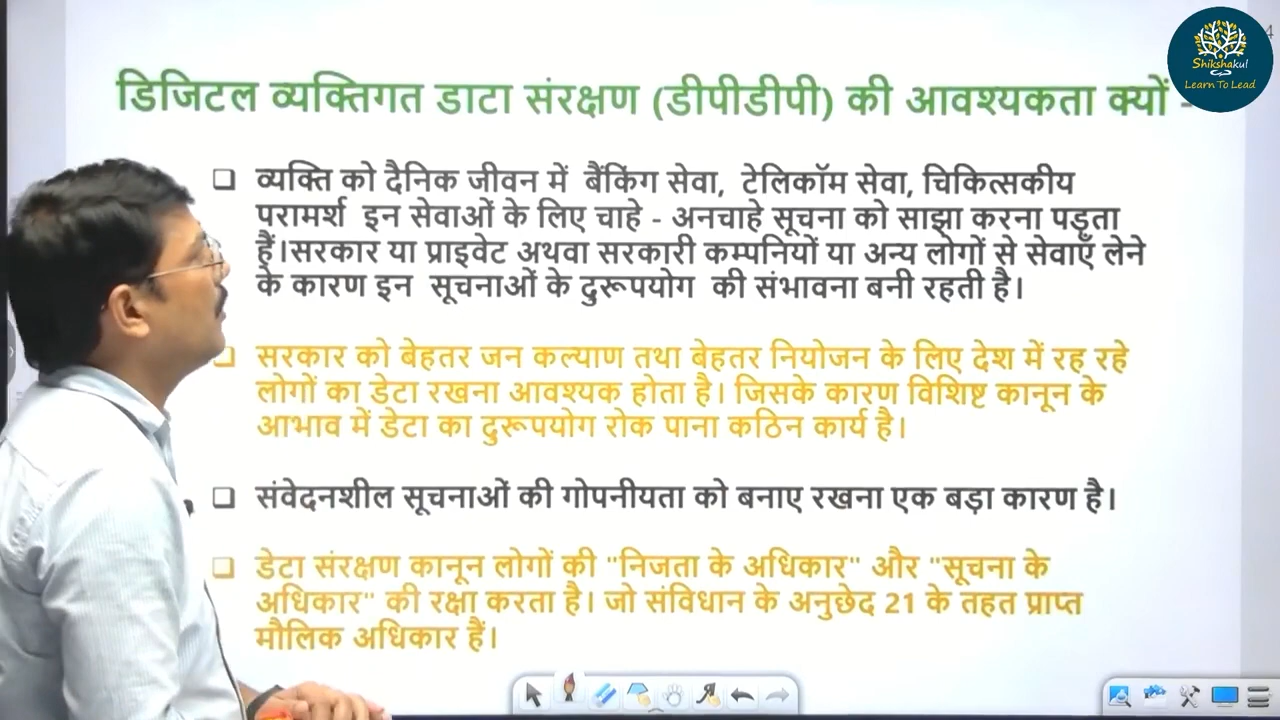 Shikshakul
Learn To Lead
4
डिजिटल व्यक्तिगत डाटा संरक्षण (डीपीडीपी) की आवश्यकता क्यों -
व्यक्ति को दैनिक जीवन में बैंकिंग सेवा, टेलिकॉम सेवा, चिकित्सकीय
परामर्श इन सेवाओं के लिए चाहे - अनचाहे सूचना को साझा करना पड़ता
हैं।सरकार या प्राइवेट अथवा सरकारी कम्पनियों या अन्य लोगों से सेवाएँ लेने
के कारण इन सूचनाओं के दुरूपयोग की संभावना बनी रहती है।
सरकार को बेहतर जन कल्याण तथा बेहतर नियोजन के लिए देश में रह रहे
लोगों का डेटा रखना आवश्यक होता है। जिसके कारण विशिष्ट कानून के
आभाव में डेटा का दुरूपयोग रोक पाना कठिन कार्य है।
संवेदनशील सूचनाओं की गोपनीयता को बनाए रखना एक बड़ा कारण है।
डेटा संरक्षण कानून लोगों की "निजता के अधिकार" और "सूचना के
अधिकार" की रक्षा करता है। जो संविधान के अनुछेद 21 के तहत प्राप्त
मौलिक अधिकार हैं।